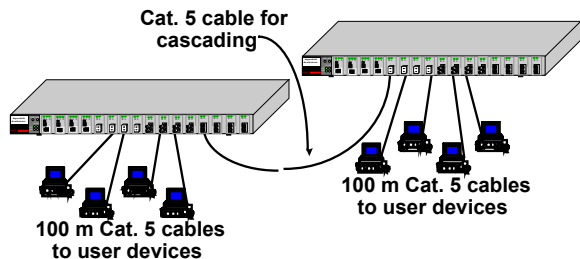 Cat. 5 cable for
cascading
100 m Cat. 5 cables
to user devices
100 m Cat. 5 cables
to user devices